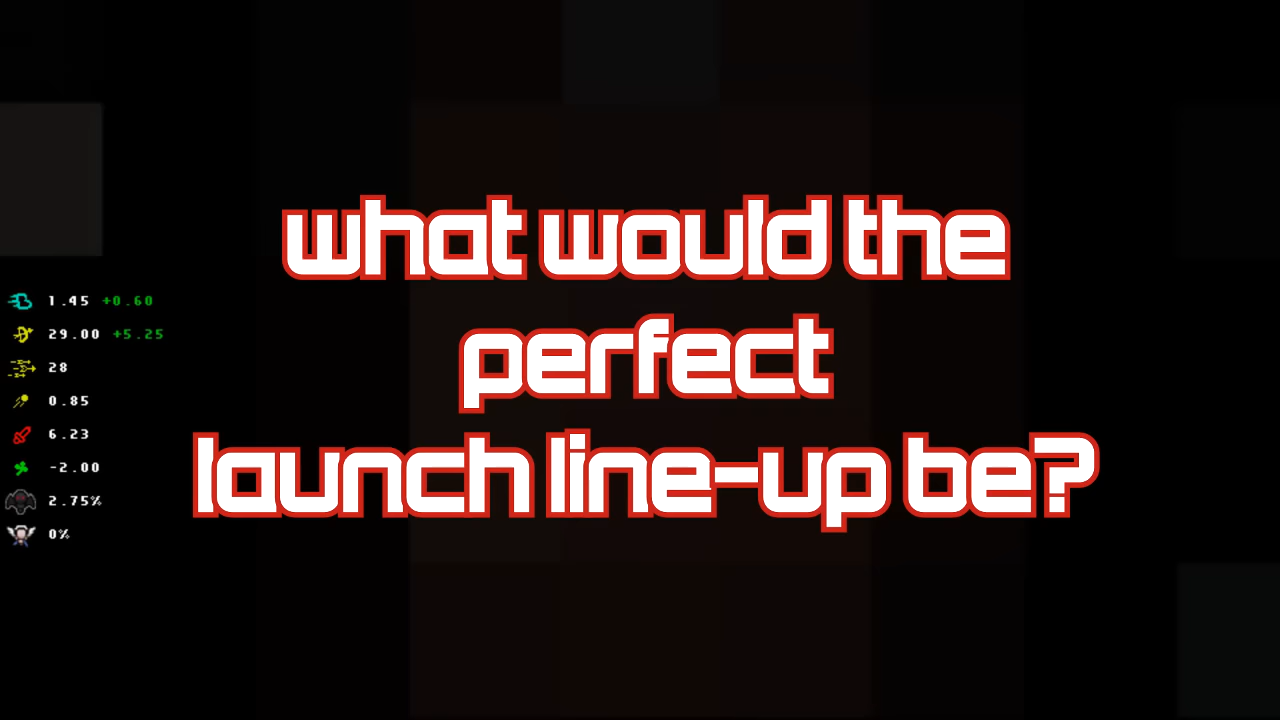 what would the
perfect
launch line-up be?
1.45 +0.60
29.00 +5.25
28
0.85
6.23
-2.00
2.75%
0%